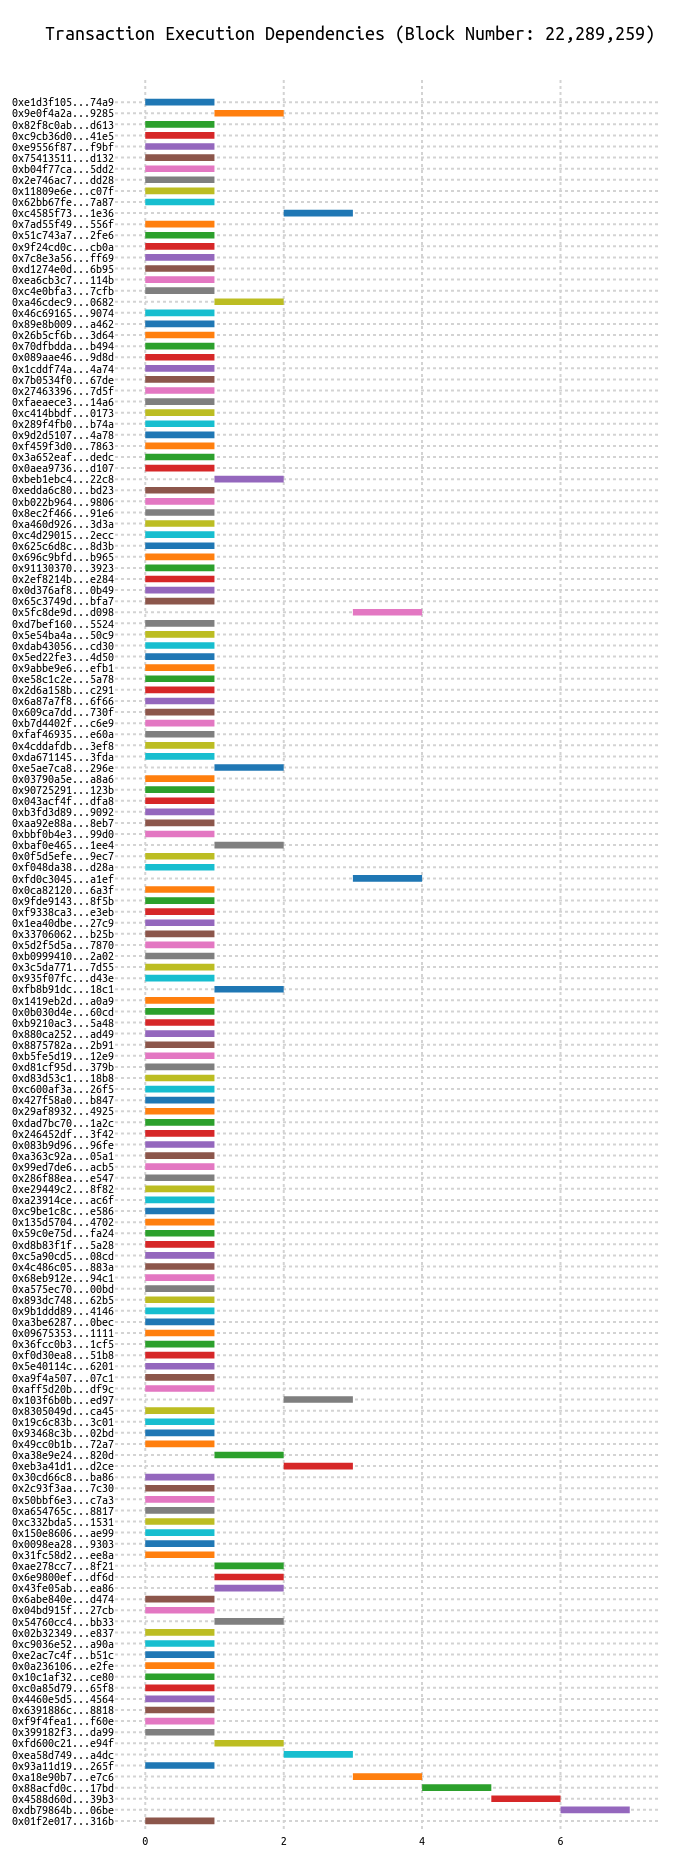 Transaction Execution Dependencies (Block Number: 22,289,259)
0xe1d3f105...74a9
0x9e0f4a2a...9285
0x82f8c0ab...d613
0xc9cb36d0...41e5
0xe9556f87...f9bf
0x75413511...d132
0xb04f77ca...5dd2
0x2e746ac7...dd28
0x11809e6e...c07f
0x62bb67fe...7a87
0xc4585f73...1e36
0x7ad55f49...556f
0x51c743a7...2fe6
0x9f24cd0c...cb0a
0x7c8e3a56...ff69
0xd1274e0d...6b95
0xea6cb3c7...114b
0xc4e0bfa3...7cfb
0xa46cdec9...0682
0x46c69165...9074
0x89e8b009...a462
0x26b5cf6b...3d64
0x70dfbdda...b494
0x089aae46...9d8d
0x1cddf74a...4a74
0x7b0534f0...67de
0x27463396...7d5f
0xfaeaece3...14a6
0xc414bbdf...0173
0x289f4fb0...b74a
0x9d2d5107...4a78
0xf459f3d0...7863
0x3a652eaf...dedc
0x0aea9736...d107
0xbeb1ebc4...22c8
0xedda6c80...bd23
0xb022b964...9806
0x8ec2f466...91e6
0xa460d926...3d3a
0xc4d29015...2ecc
0x625c6d8c...8d3b
0x696c9bfd...b965
0x91130370...3923
0x2ef8214b...e284
0x0d376af8...0b49
0x65c3749d...bfa7
0x5fc8de9d...d098
0xd7bef160...5524
0x5e54ba4a...50c9
0xdab43056...cd30
0x5ed22fe3...4d50
0x9abbe9e6...efb1
0xe58c1c2e...5a78
0x2d6a158b...c291
0x6a87a7f8...6f66
0x609ca7dd...730f
0xb7d4402f...c6e9
0xfaf46935...e60a
0x4cddafdb...3ef8
0xda671145...3fda
0xe5ae7ca8...296e
0x03790a5e...a8a6
0x90725291...123b
0x043acf4f...dfa8
0xb3fd3d89...9092
0xaa92e88a...8eb7
0xbbf0b4e3...99d0
0xbaf0e465...1ee4
0x0f5d5efe...9ec7
0xf048da38...d28a
0xfd0c3045...a1ef
0x0ca82120...6a3f
0x9fde9143...8f5b
0xf9338ca3...e3eb
0x1ea40dbe...27c9
0x33706062...b25b
0x5d2f5d5a...7870
0xb0999410...2a02
0x3c5da771...7d55
0x935f07fc...d43e
0xfb8b91dc...18c1
0x1419eb2d...a0a9
0x0b030d4e...60cd
0xb9210ac3...5a48
0x880ca252...ad49
0x8875782a...2b91
0xb5fe5d19...12e9
0xd81cf95d...379b
0xd83d53c1...18b8
0xc600af3a...26f5
0x427f58a0...b847
0x29af8932...4925
0xdad7bc70...1a2c
0x246452df...3f42
0x083b9d96...96fe
0xa363c92a...05a1
0x99ed7de6...acb5
0x286f88ea...e547
0xe29449c2...8f82
0xa23914ce...ac6f
0xc9be1c8c...e586
0x135d5704...4702
0x59c0e75d...fa24
0xd8b83f1f...5a28
0xc5a90cd5...08cd
0x4c486c05...883a
0x68eb912e...94c1
0xa575ec70...00bd
0x893dc748...62b5
0x9b1ddd89...4146
0xa3be6287...0bec
0x09675353...1111
0x36fcc0b3...1cf5
0xf0d30ea8...51b8
0x5e40114c...6201
0xa9f4a507...07c1
0xaff5d20b...df9c
0x103f6b0b...ed97
0x8305049d...ca45
0x19c6c83b...3c01
0x93468c3b...02bd
0x49cc0b1b...72a7
0xa38e9e24...820d
0xeb3a41d1...d2ce
0x30cd66c8...ba86
0x2c93f3aa...7c30
0x50bbf6e3...c7a3
0xa654765c...8817
0xc332bda5...1531
0x150e8606...ae99
0x0098ea28...9303
0x31fc58d2...ee8a
0xae278cc7...8f21
0x6e9800ef...df6d
0x43fe05ab...ea86
0x6abe840e...d474
0x04bd915f...27cb
0x54760cc4...bb33
0x02b32349...e837
0xc9036e52...a90a
0xe2ac7c4f...b51c
0x0a236106...e2fe
0x10c1af32...ce80
0xc0a85d79...65f8
0x4460e5d5...4564
0x6391886c...8818
0xf9f4fea1...f60e
0x399182f3...da99
0xfd600c21...e94f
0xea58d749...a4dc
0x93a11d19...265f
0xa18e90b7...e7c6
0x88acfd0c...17bd
0x4588d60d...39b3
0xdb79864b...06be
0x01f2e017...316b
0 2 4 6